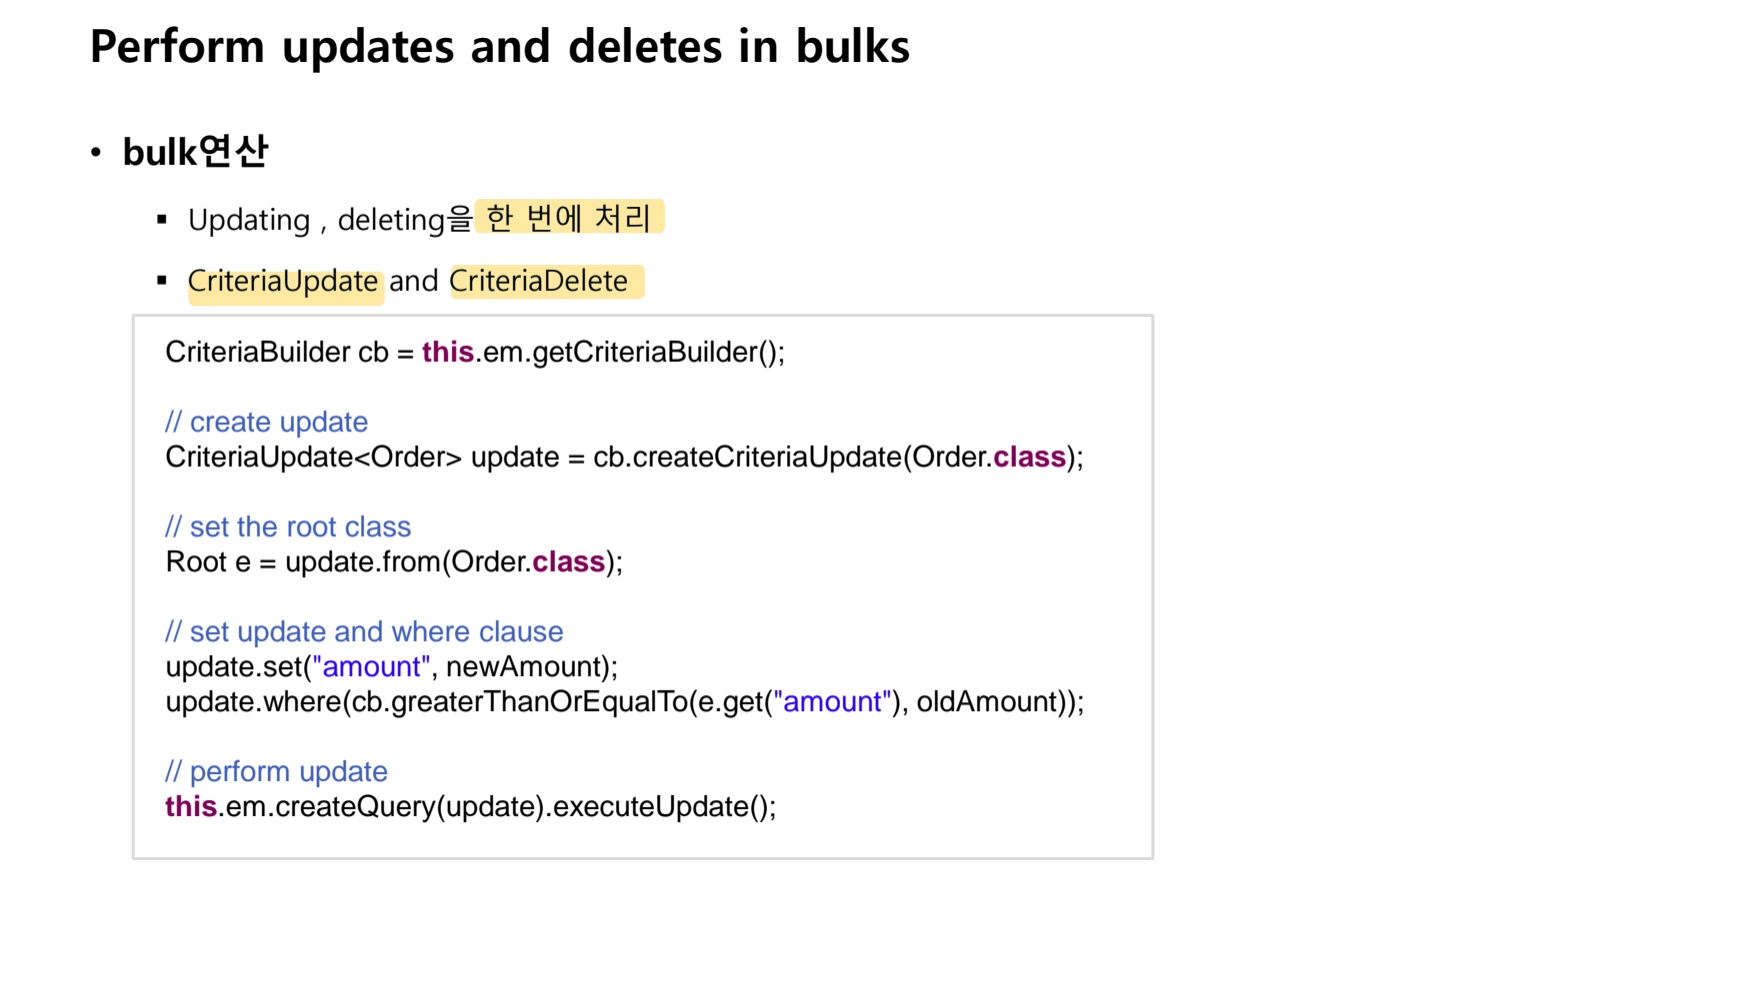 Perform updates and deletes in bulks
• bulk연산
▪ Updating , deleting을 한 번에 처리
▪ CriteriaUpdate and CriteriaDelete
CriteriaBuilder cb = this.em.getCriteriaBuilder();
// create update
CriteriaUpdate<Order> update = cb.createCriteriaUpdate(Order.class);
// set the root class
Root e = update.from(Order.class);
// set update and where clause
update.set("amount", newAmount);
update.where(cb.greaterThanOrEqualTo(e.get("amount"), oldAmount));
// perform update
this.em.createQuery(update).executeUpdate();